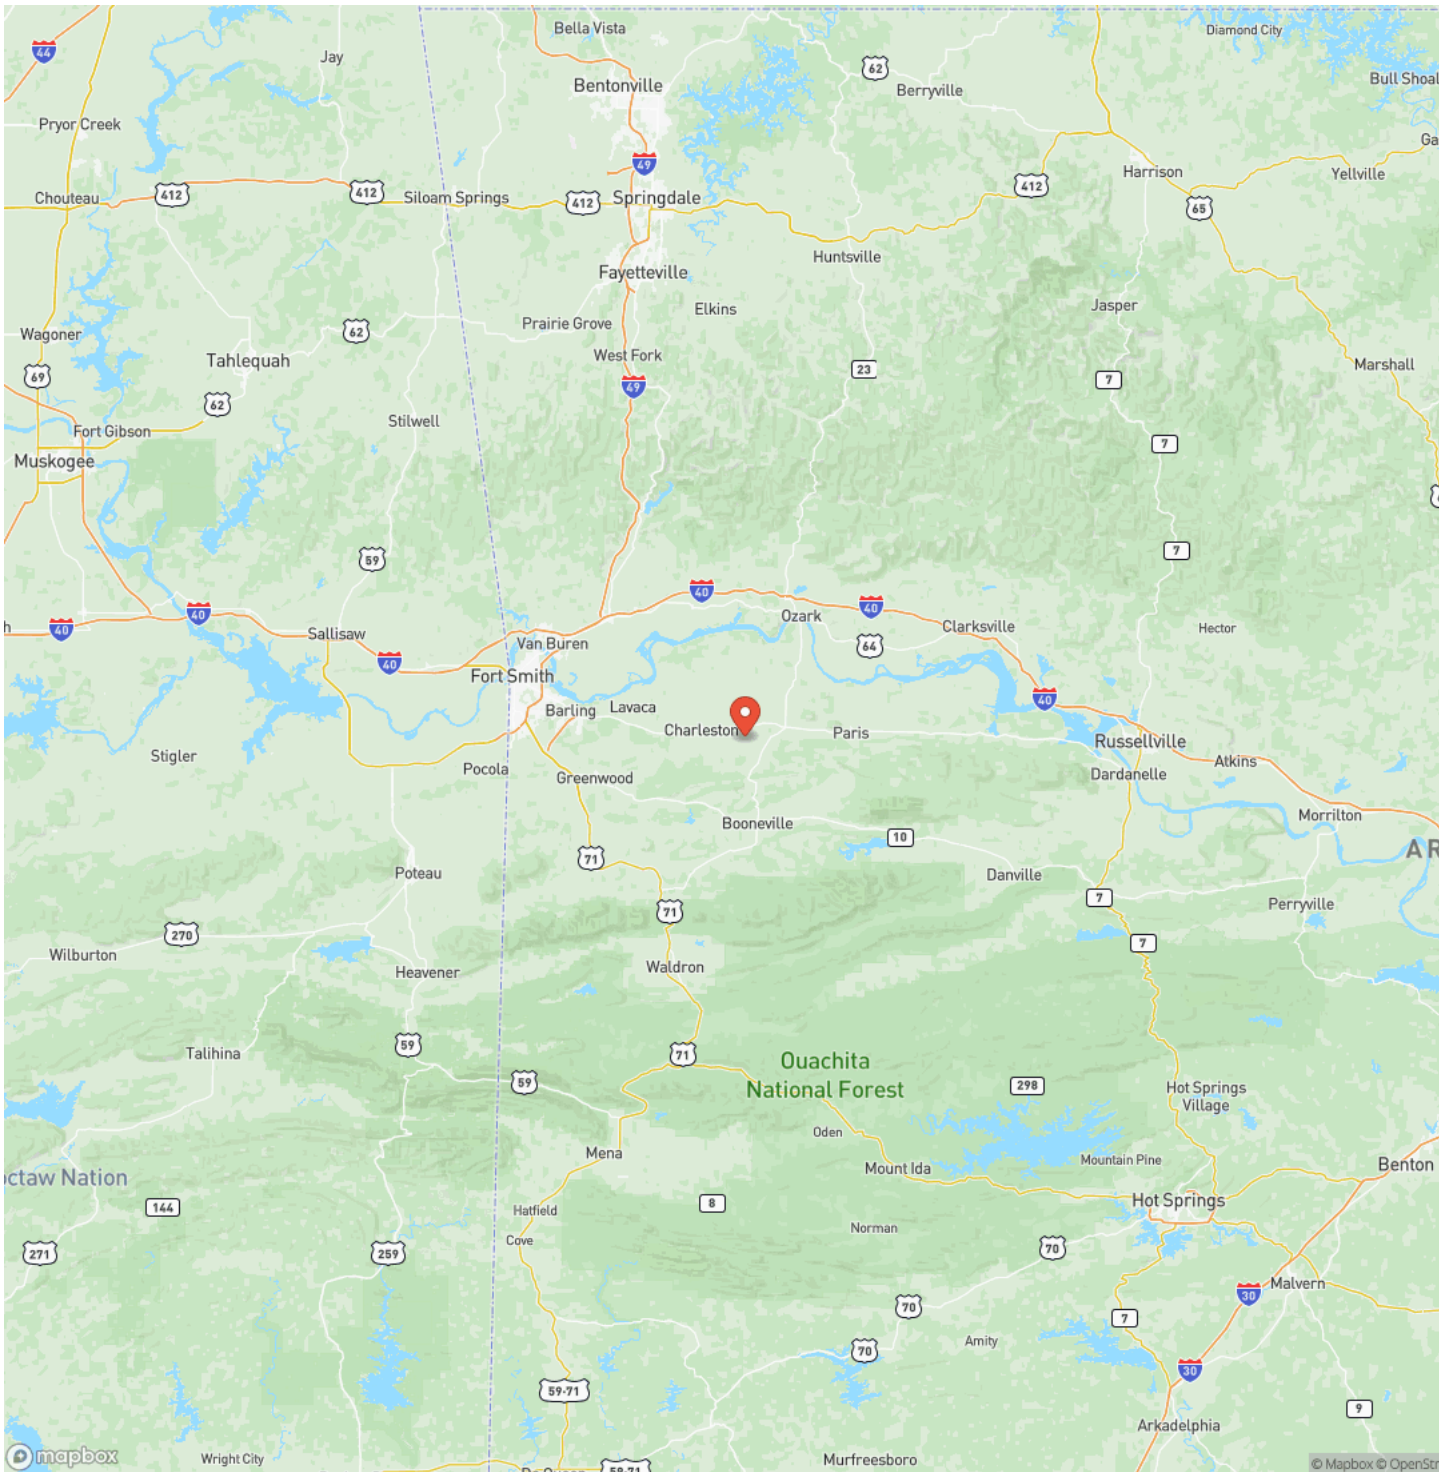 Bella Vista
Diamond City
44
Jay
62
Bull Shoal
Bentonville
Berryville
Pryor Creek
Ga
49
Harrison
Yellville
412
412
Siloam Springs
412
Springdale
412
Chouteau
65
Huntsville
Fayetteville
Jasper
Elkins
Prairie Grove
62
Wagoner
West Fork
Tahlequah
Marshall
23
69
49
7
62
Stilwell
Fort Gibson
7
Muskogee
59
7
40
40
40
Ozark
40
Sallisaw
Clarksville
Hector
h
Van Buren
64
40
Fort Smith
40
Lavaca
Barling
Charleston
Paris
Russellville
Stigler
Pocola
Greenwood
Dardanelle
Atkins
Morrilton
Booneville
10
AR
71
Poteau
Danville
7
Perryville
71
270
7
Wilburton
Waldron
Heavener
59
Talihina
71
Ouachita
National Forest
59
298
Hot Springs
Village
Oden
Mena
Mountain Pine
Benton
Mount Ida
octaw Nation
144
8
Hot Springs
Hatfield
Norman
Cove
271
259
70
Malvern
30
70
7
Amity
70
30
59-71
9
Arkadelphia
mapbox
Wright City
Murfreesboro
© Mapbox © OpenStr